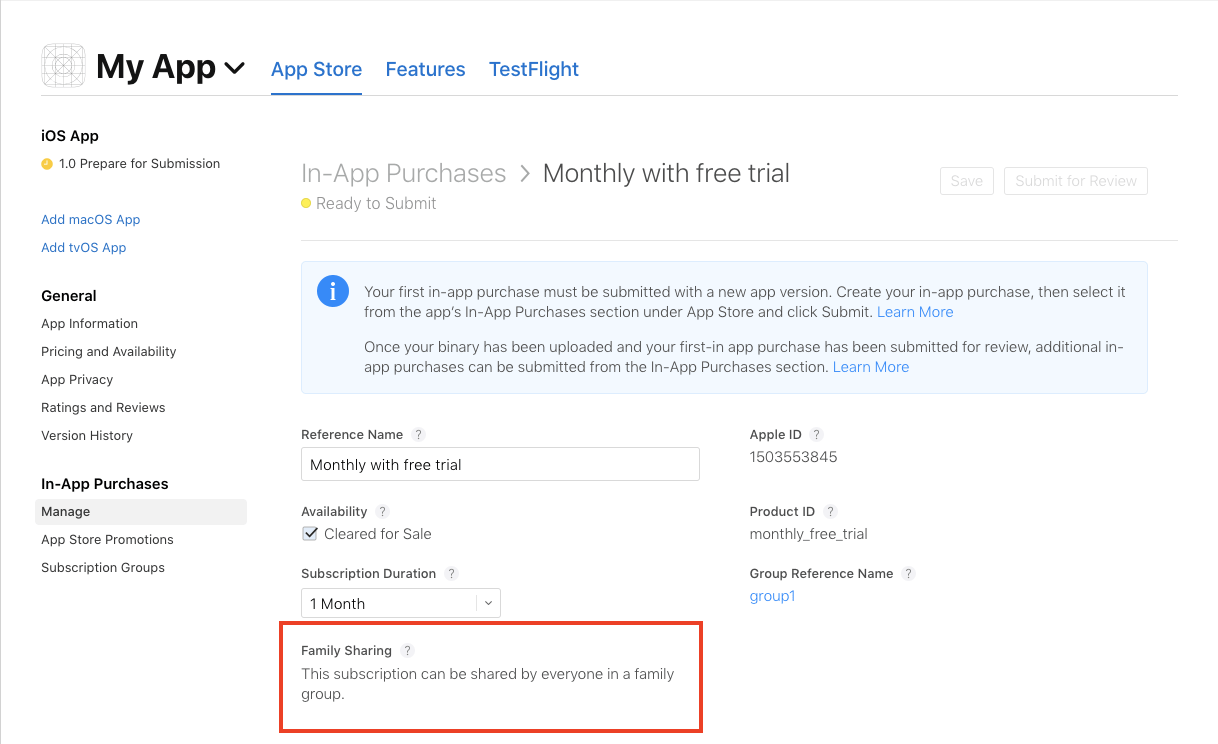 My App
App Store Features TestFlight
iOS App
1.0 Prepare for Submission
Add macOS App
Add tvOS App
General
App Information
Pricing and Availability
App Privacy
Ratings and Reviews
Version History
In-App Purchases
Manage
App Store Promotions
Subscription Groups
In-App Purchases > Monthly with free trial
Ready to Submit
Save
Submit for Review
i
Your first in-app purchase must be submitted with a new app version. Create your in-app purchase, then select it
from the app's In-App Purchases section under App Store and click Submit. Learn More
Once your binary has been uploaded and your first-in app purchase has been submitted for review, additional in-
app purchases can be submitted from the In-App Purchases section. Learn More
Reference Name ?
Monthly with free trial
Apple ID ?
1503553845
Availability ?
Cleared for Sale
Product ID ?
monthly_free_trial
Subscription Duration ?
1 Month
Group Reference Name ?
group1
Family Sharing ?
This subscription can be shared by everyone in a family
group.